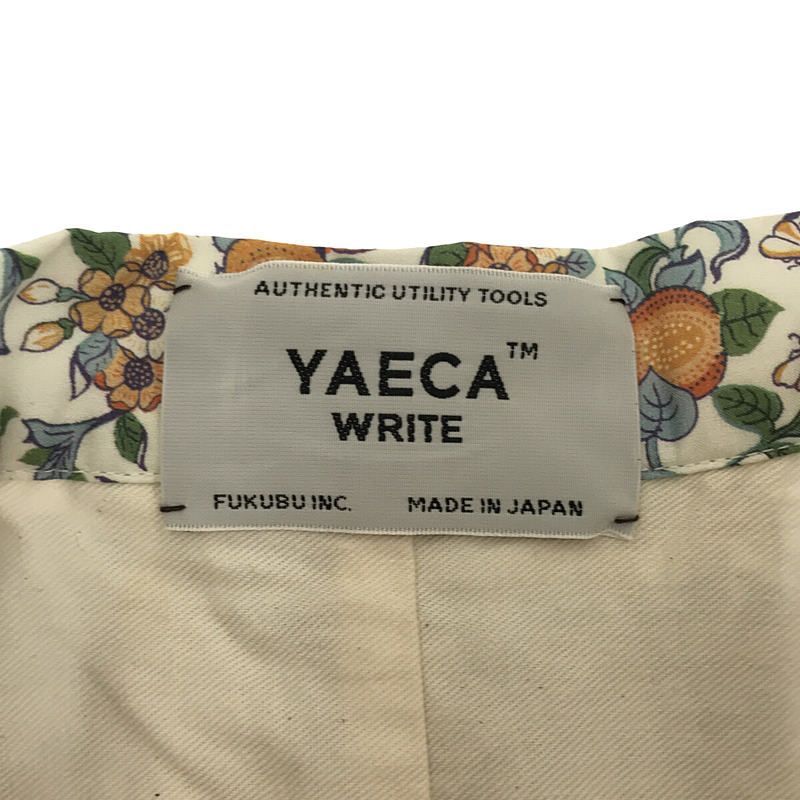 AUTHENTIC UTILITY TOOLS
YAECA™
WRITE
FUKUBU INC. MADE IN JAPAN